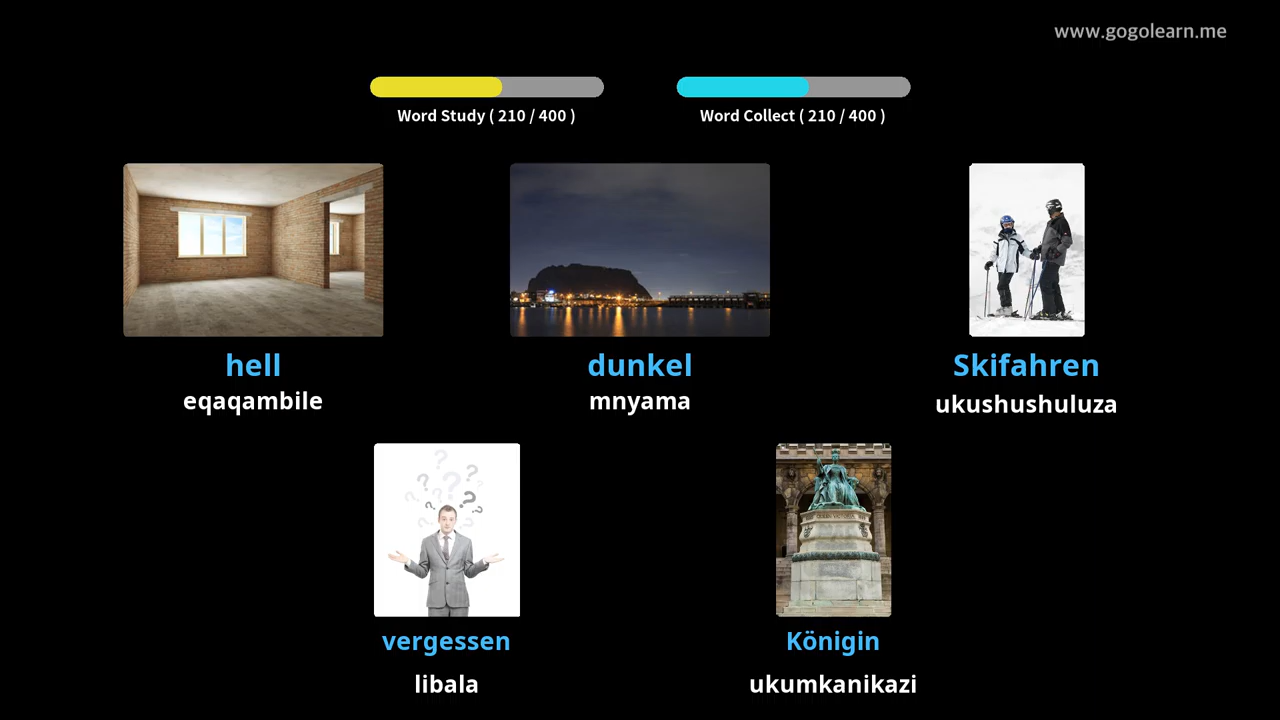 www.gogolearn.me
Word Study ( 210 / 400 )
Word Collect ( 210 / 400 )
hell
eqaqambile
dunkel
mnyama
Skifahren
ukushushuluza
vergessen
libala
Königin
ukumkanikazi